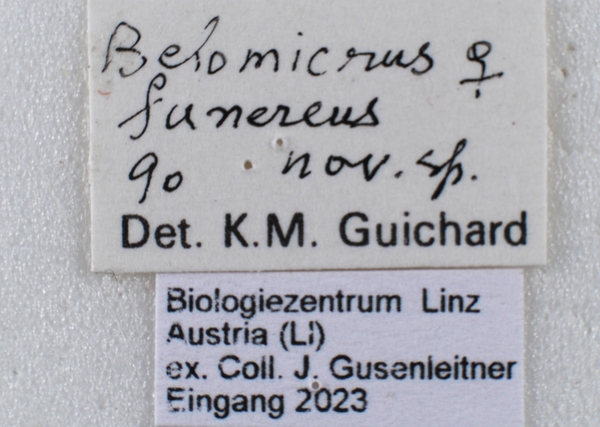 Belomicrus ♀
funereus
90 nov. sp.
Det. K.M. Guichard
Biologiezentrum Linz
Austria (LI)
ex. Coll. J. Gusenleitner
Eingang 2023